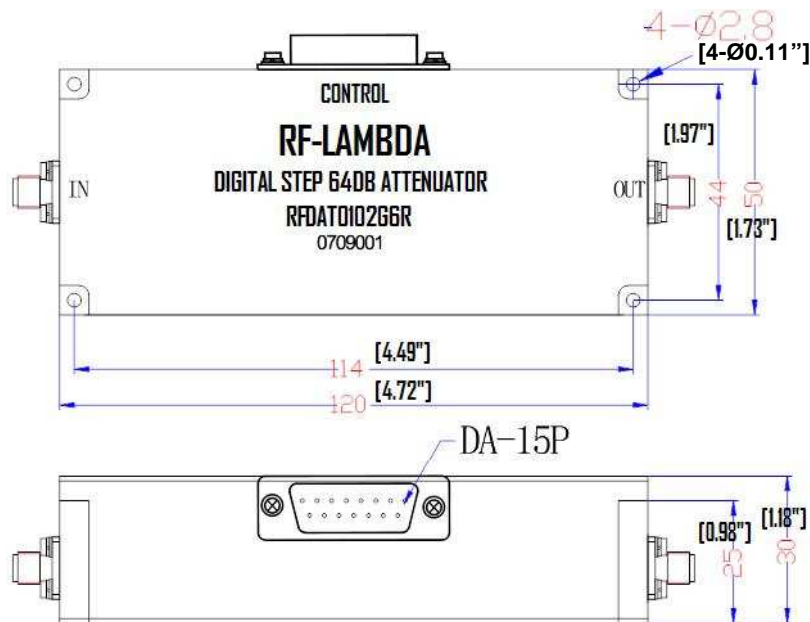 4-Ø2.8
[4-Ø0.11”]
CONTROL
RF-LAMBDA
DIGITAL STEP 64DB ATTENUATOR
RFDAT0102G6R
0709001
IN
OUT
[1.97"]
44
50
[1.73"]
114 [4.49"]
120 [4.72"]
DA-15P
[0.98"]
25
[1.18"]
30